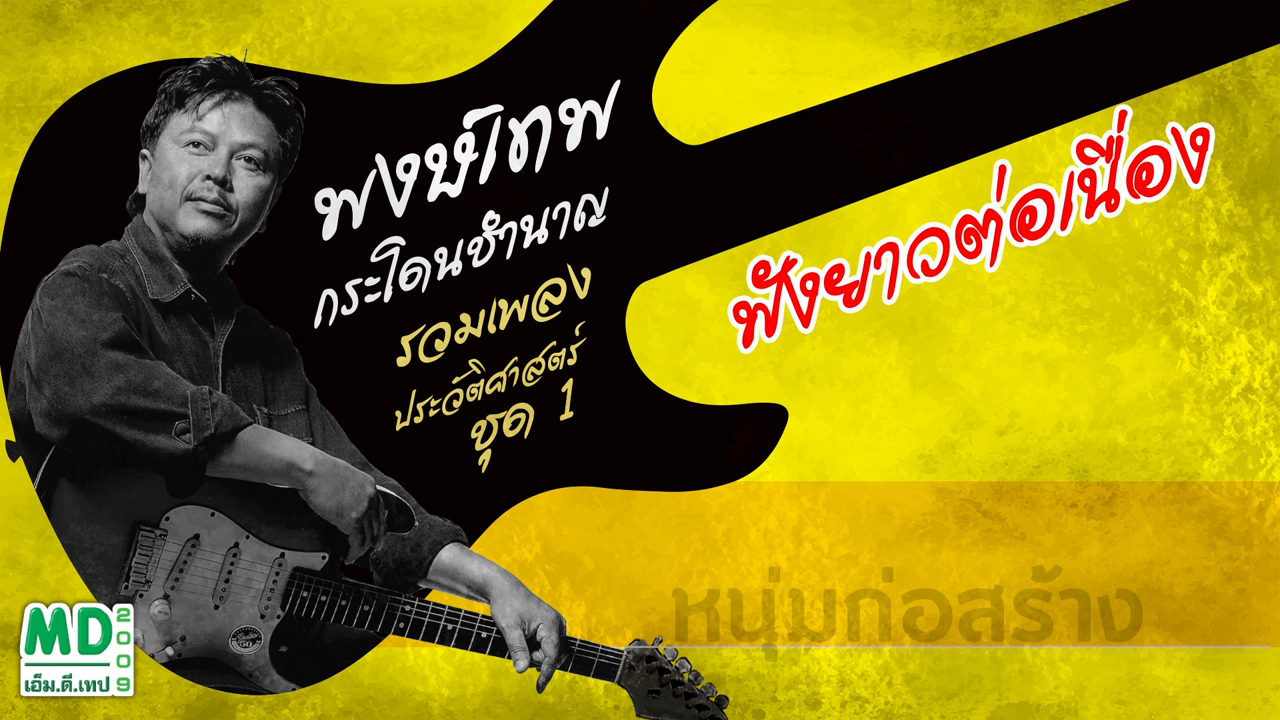 พงษ์เทพ
กระโดนชำนาญ
รวมเพลง
ประวัติศาสตร์
ชุด 1
ฟังยาวต่อเนื่อง
หนุ่มก่อสร้าง
MD
2009
เอ็ม.ดี.เทป